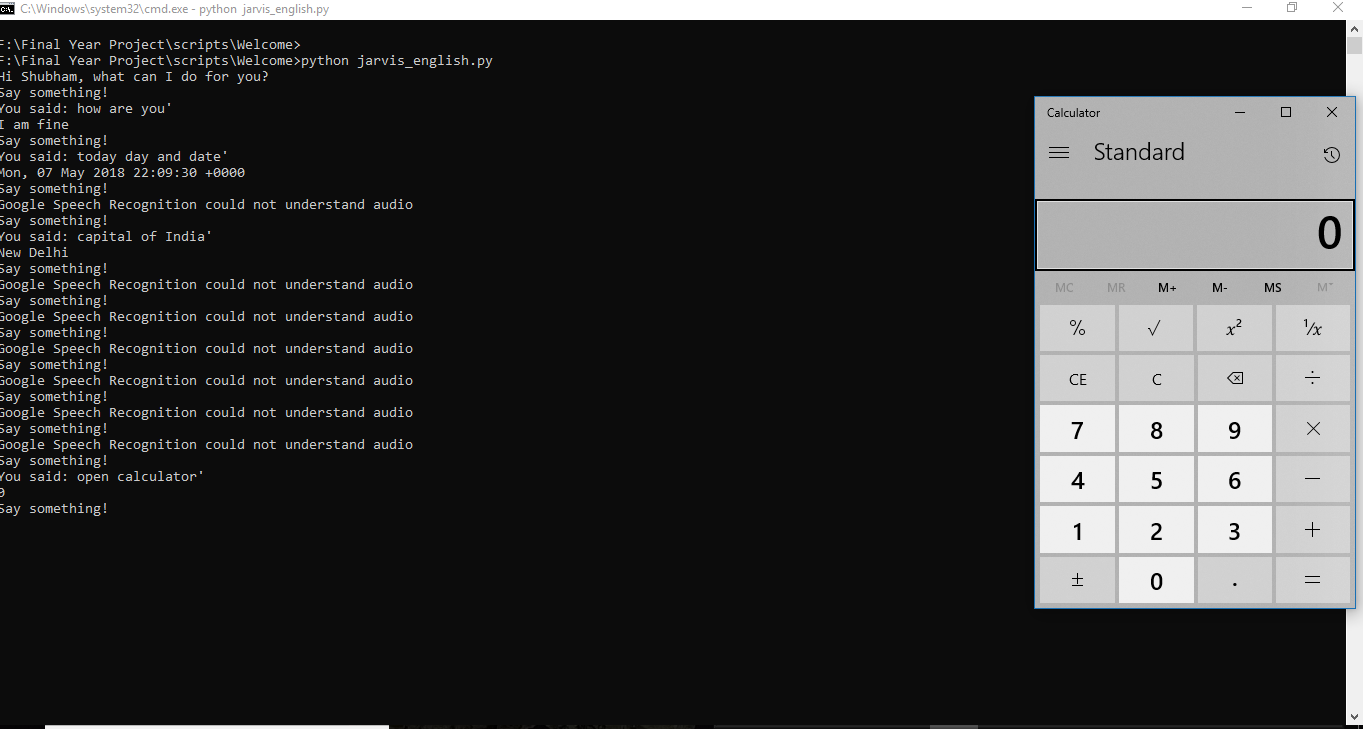 C:\Windows\system32\cmd.exe - python  jarvis_english.py
F:\Final Year Project\scripts\Welcome>
F:\Final Year Project\scripts\Welcome>python jarvis_english.py
Hi Shubham, what can I do for you?
Say something!
You said: how are you'
I am fine
Say something!
You said: today day and date'
Mon, 07 May 2018 22:09:30 +0000
Say something!
Google Speech Recognition could not understand audio
Say something!
You said: capital of India'
New Delhi
Say something!
Google Speech Recognition could not understand audio
Say something!
Google Speech Recognition could not understand audio
Say something!
Google Speech Recognition could not understand audio
Say something!
Google Speech Recognition could not understand audio
Say something!
Google Speech Recognition could not understand audio
Say something!
Google Speech Recognition could not understand audio
Say something!
You said: open calculator'
0
Say something!
Calculator
Standard
0
MC MR M+ M- MS M˅
% √ x² ¹/x
CE C ⌫ ÷
7 8 9 ×
4 5 6 −
1 2 3 +
± 0 . =